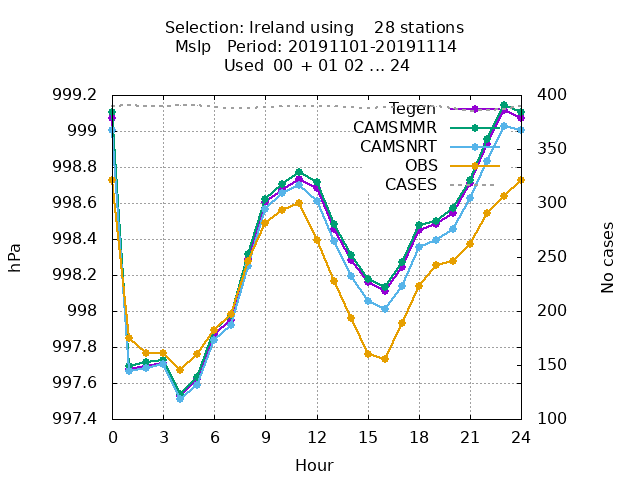 Selection: Ireland using    28 stations
Mslp   Period: 20191101-20191114
Used  00 + 01 02 ... 24
999.2
999
998.8
998.6
998.4
998.2
998
997.8
997.6
997.4
400
350
300
250
200
150
100
Tegen
CAMSMMR
CAMSNRT
OBS
CASES
hPa
No cases
0 3 6 9 12 15 18 21 24
Hour